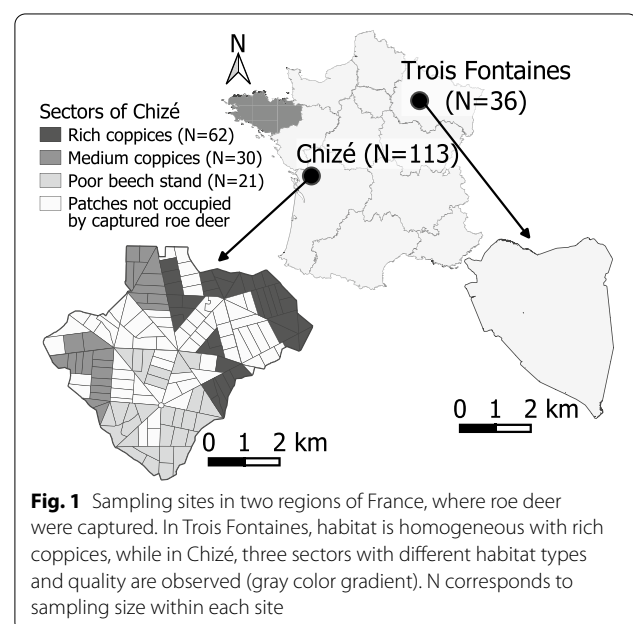 N
Trois Fontaines
(N=36)
Sectors of Chizé
Rich coppices (N=62)
Medium coppices (N=30)
Poor beech stand (N=21)
Patches not occupied
by captured roe deer
Chizé (N=113)
0 1 2 km
0 1 2 km
Fig. 1 Sampling sites in two regions of France, where roe deer
were captured. In Trois Fontaines, habitat is homogeneous with rich
coppices, while in Chizé, three sectors with different habitat types
and quality are observed (gray color gradient). N corresponds to
sampling size within each site